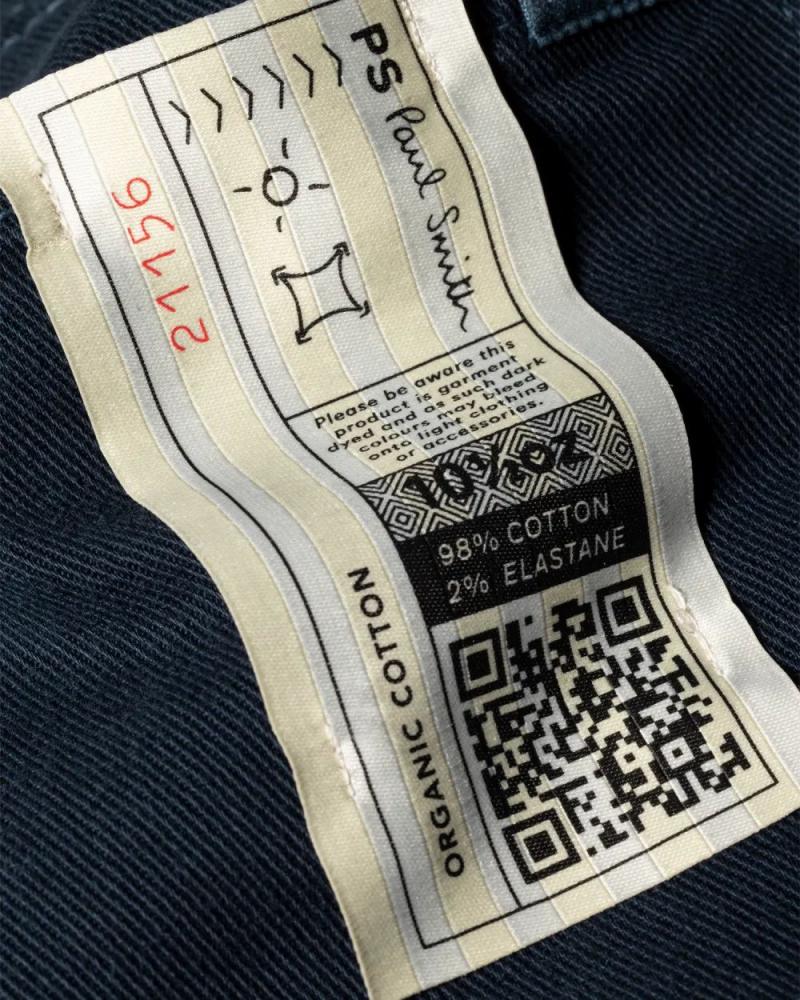 PS Paul Smith
21156
Please be aware this
product is garment
dyed and as such dark
colours may bleed
onto light clothing
or accessories.
10½oz
98% COTTON
2% ELASTANE
ORGANIC COTTON